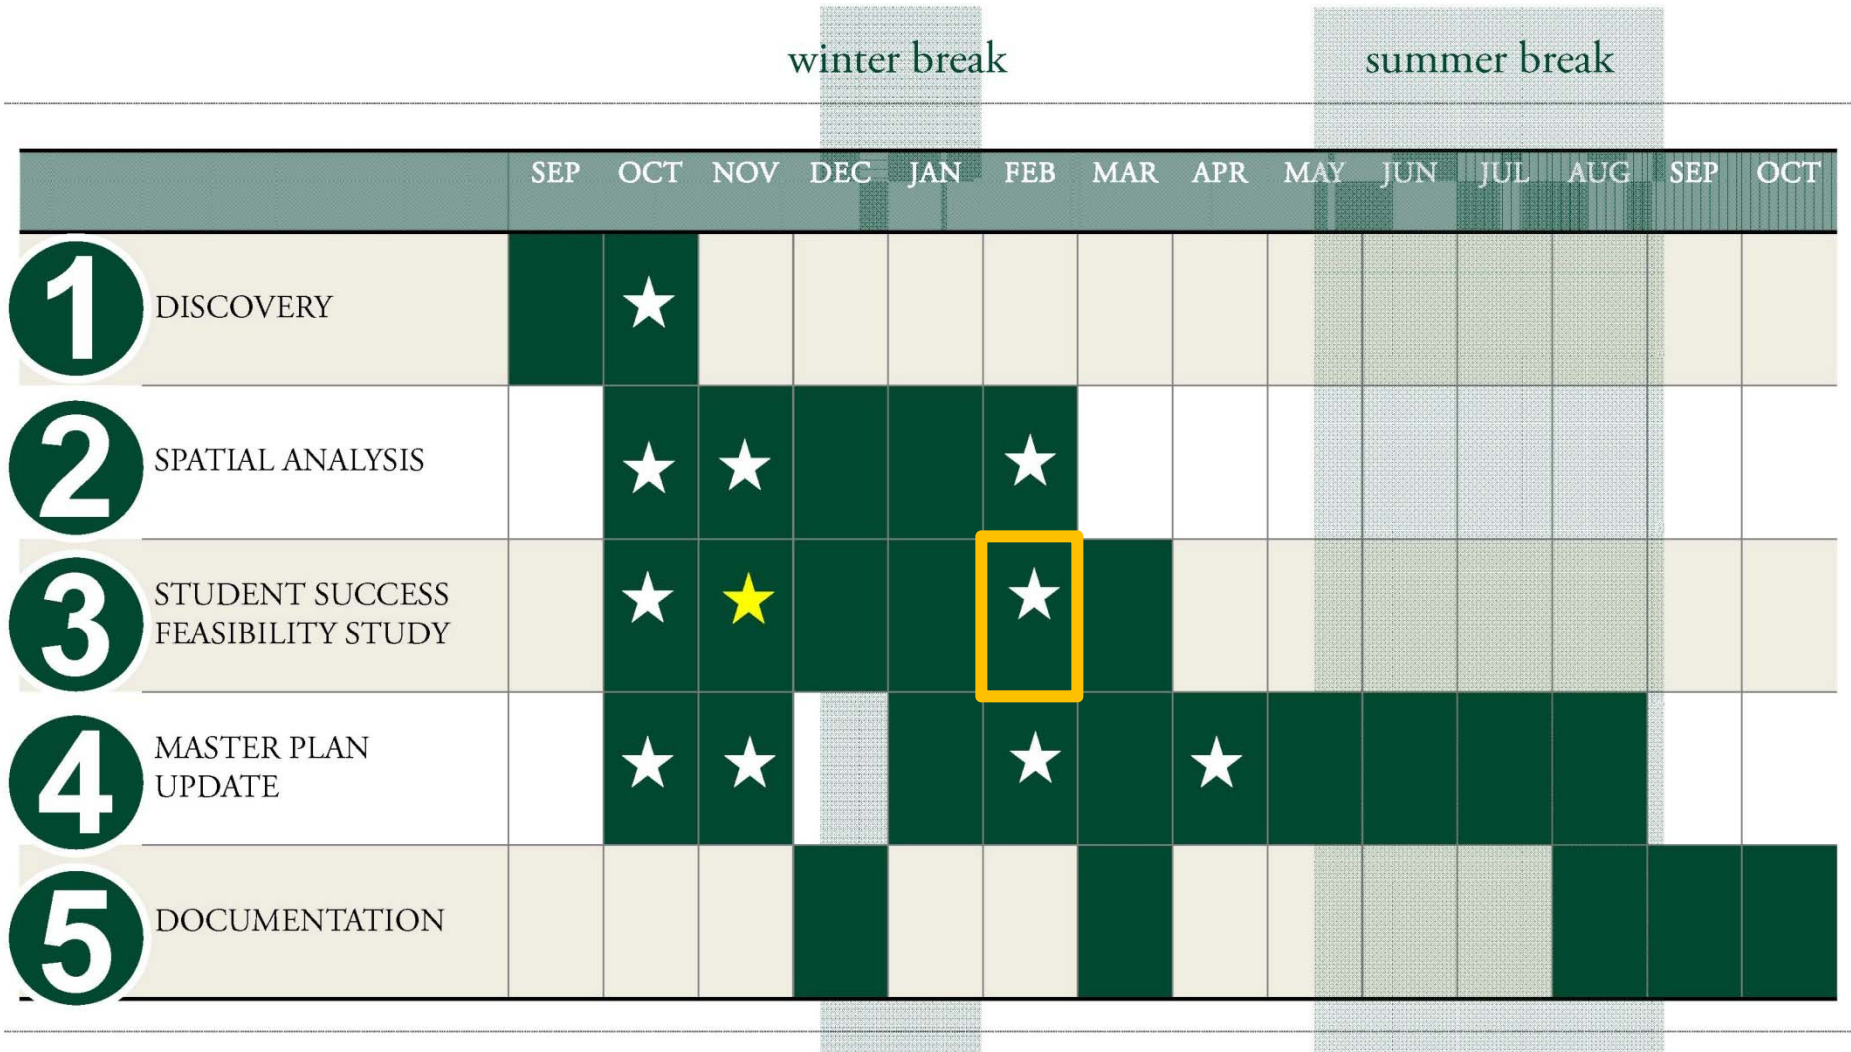 winter break
summer break
SEP OCT NOV DEC JAN FEB MAR APR MAY JUN JUL AUG SEP OCT
1 DISCOVERY
2 SPATIAL ANALYSIS
3 STUDENT SUCCESS
FEASIBILITY STUDY
4 MASTER PLAN
UPDATE
5 DOCUMENTATION